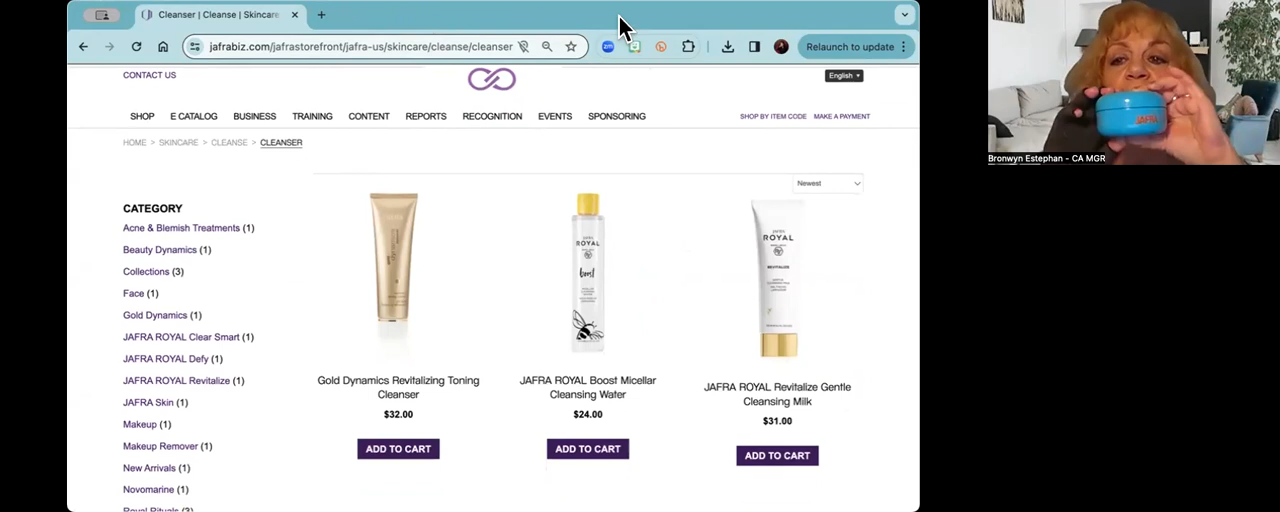 Cleanser | Cleanse | Skincare
jafrabiz.com/jafrastorefront/jafra-us/skincare/cleanse/cleanser
Relaunch to update
CONTACT US
English
SHOP
E CATALOG
BUSINESS
TRAINING
CONTENT
REPORTS
RECOGNITION
EVENTS
SPONSORING
SHOP BY ITEM CODE
MAKE A PAYMENT
HOME > SKINCARE > CLEANSE > CLEANSER
Newest
CATEGORY
Acne & Blemish Treatments (1)
Beauty Dynamics (1)
Collections (3)
Face (1)
Gold Dynamics (1)
JAFRA ROYAL Clear Smart (1)
JAFRA ROYAL Defy (1)
JAFRA ROYAL Revitalize (1)
JAFRA Skin (1)
Makeup (1)
Makeup Remover (1)
New Arrivals (1)
Novomarine (1)
Royal Rituals (3)
ROYAL
boost
ROYAL
REVITALIZE
Gold Dynamics Revitalizing Toning
Cleanser
$32.00
ADD TO CART
JAFRA ROYAL Boost Micellar
Cleansing Water
$24.00
ADD TO CART
JAFRA ROYAL Revitalize Gentle
Cleansing Milk
$31.00
ADD TO CART
JAFRA
Bronwyn Estephan - CA MGR